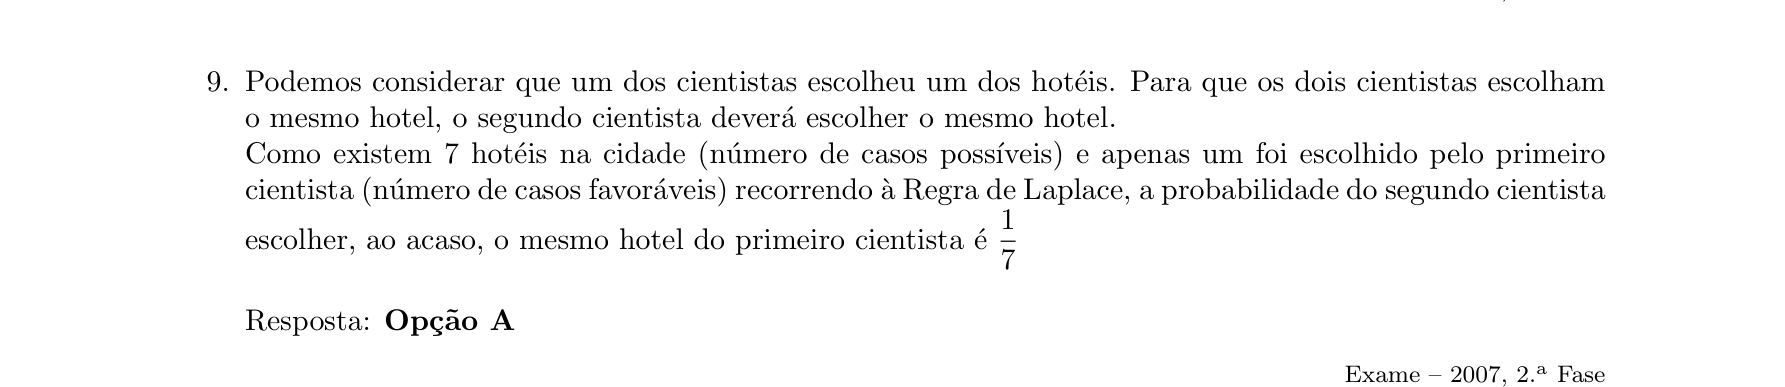 9. Podemos considerar que um dos cientistas escolheu um dos hotéis. Para que os dois cientistas escolham
o mesmo hotel, o segundo cientista deverá escolher o mesmo hotel.
Como existem 7 hotéis na cidade (número de casos possíveis) e apenas um foi escolhido pelo primeiro
cientista (número de casos favoráveis) recorrendo à Regra de Laplace, a probabilidade do segundo cientista
escolher, ao acaso, o mesmo hotel do primeiro cientista é 1/7
Resposta: Opção A
Exame – 2007, 2.ª Fase